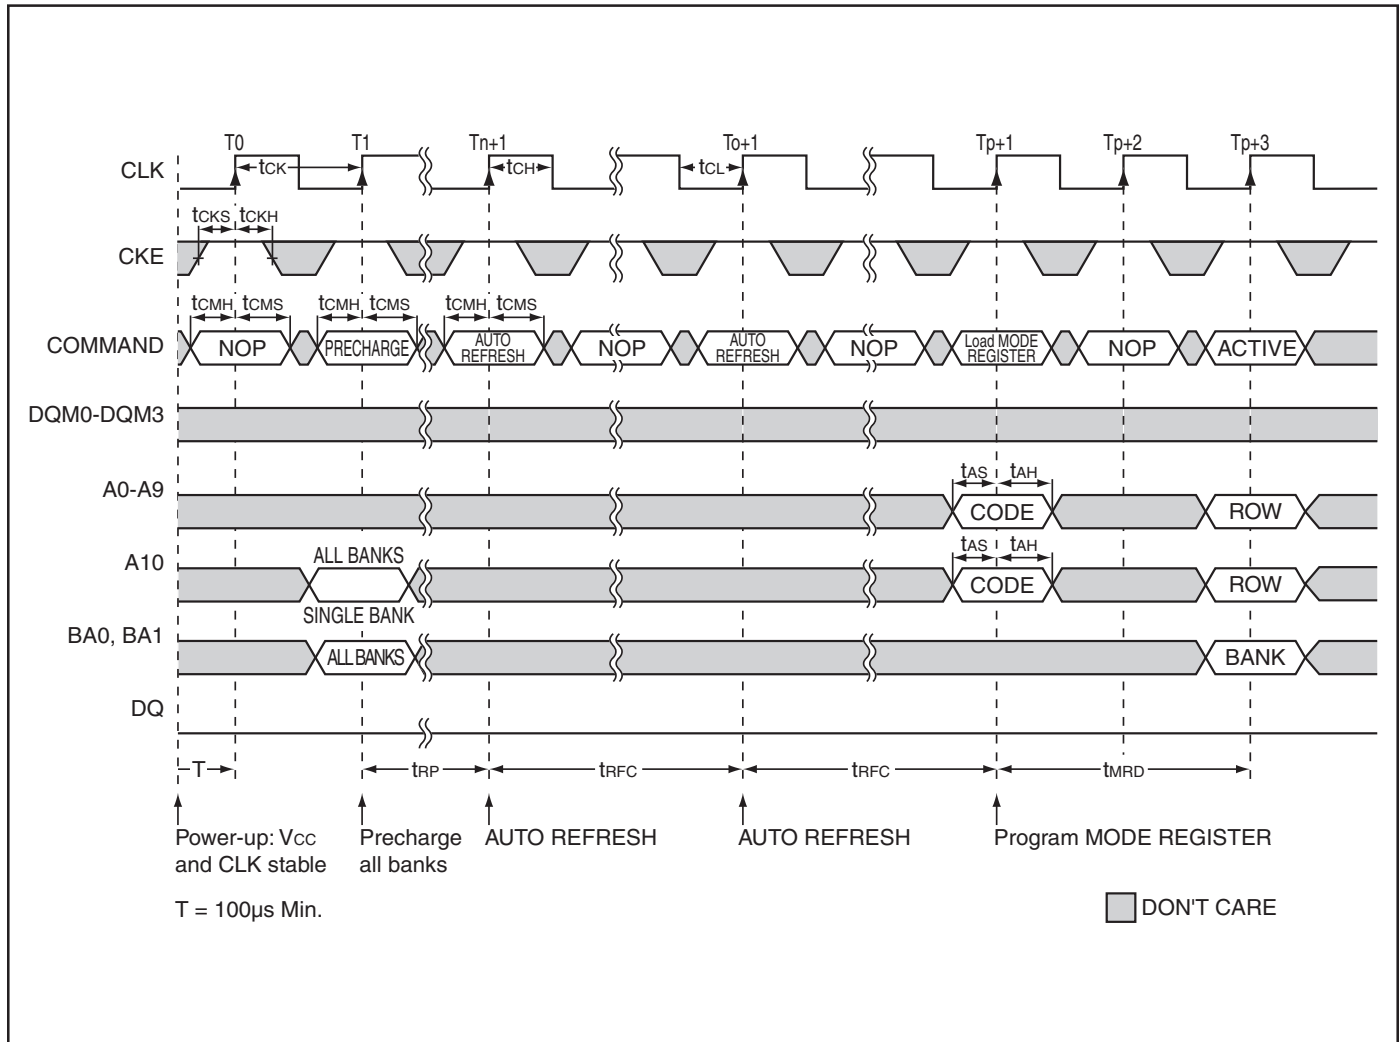 T0 T1 Tn+1 To+1 Tp+1 Tp+2 Tp+3
CLK tCK tCH tCL
tCKS tCKH
CKE
tCMH tCMS tCMH tCMS tCMH tCMS
COMMAND NOP PRECHARGE AUTO REFRESH NOP AUTO REFRESH NOP Load MODE REGISTER NOP ACTIVE
DQM0-DQM3
tAS tAH
A0-A9 CODE ROW
ALL BANKS tAS tAH
A10 CODE ROW
SINGLE BANK
BA0, BA1 ALL BANKS BANK
DQ
T tRP tRFC tRFC tMRD
Power-up: VCC and CLK stable
Precharge all banks
AUTO REFRESH
AUTO REFRESH
Program MODE REGISTER
T = 100µs Min.
DON'T CARE